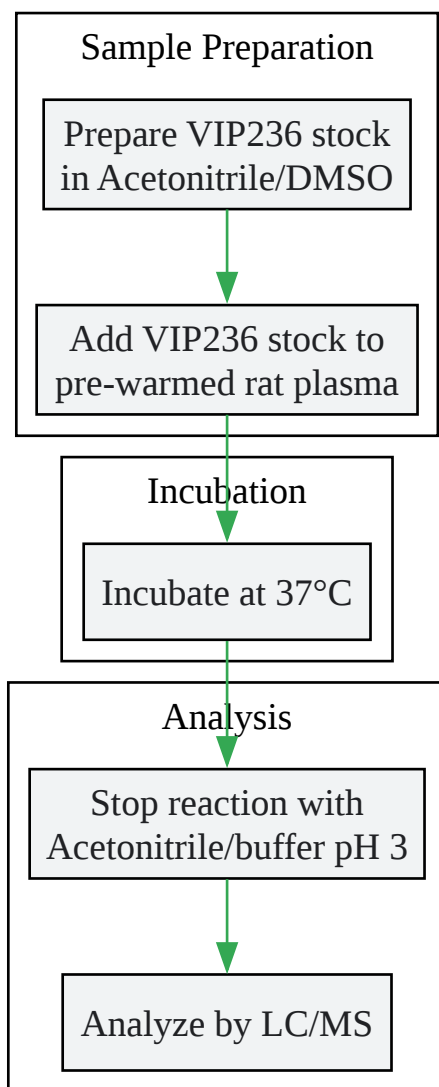 Sample Preparation
Prepare VIP236 stock
in Acetonitrile/DMSO
Add VIP236 stock to
pre-warmed rat plasma
Incubation
Incubate at 37°C
Analysis
Stop reaction with
Acetonitrile/buffer pH 3
Analyze by LC/MS